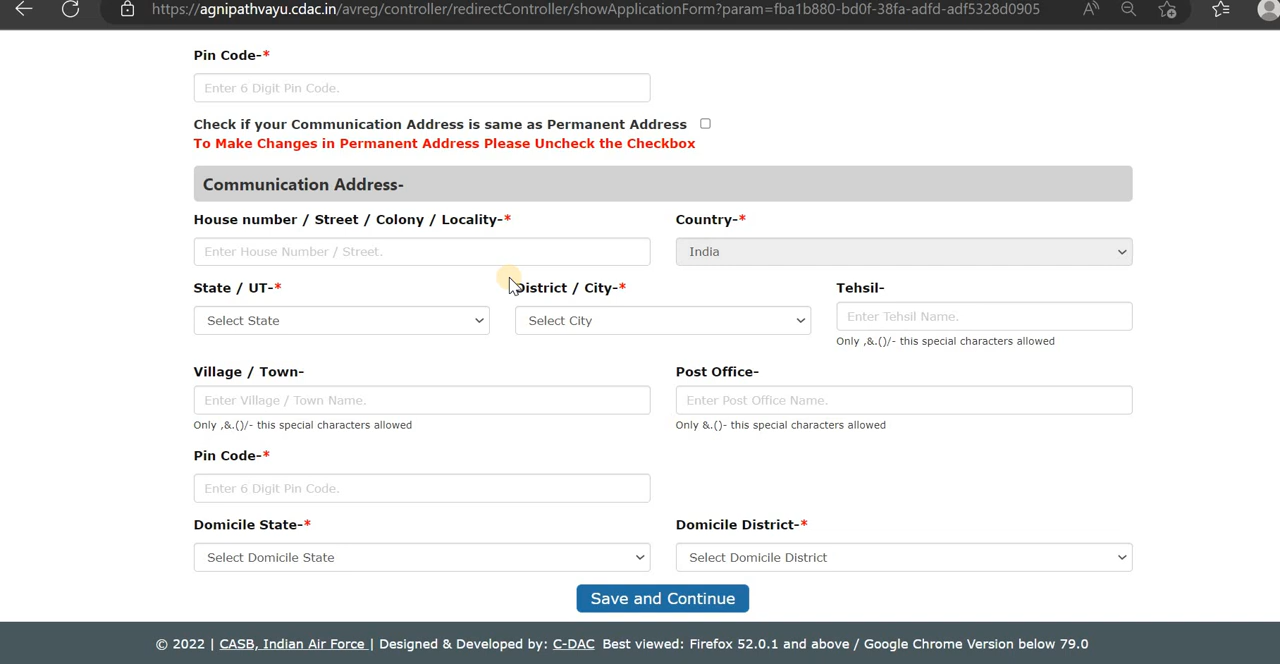 https://agnipathvayu.cdac.in/avreg/controller/redirectController/showApplicationForm?param=fba1b880-bd0f-38fa-adfd-adf5328d0905
Pin Code-*
Enter 6 Digit Pin Code.
Check if your Communication Address is same as Permanent Address
To Make Changes in Permanent Address Please Uncheck the Checkbox
Communication Address-
House number / Street / Colony / Locality-* Country-*
Enter House Number / Street. India
State / UT-* District / City-* Tehsil-
Select State Select City Enter Tehsil Name.
Only ,&.()/- this special characters allowed
Village / Town- Post Office-
Enter Village / Town Name. Enter Post Office Name.
Only ,&.()/- this special characters allowed Only &.()- this special characters allowed
Pin Code-*
Enter 6 Digit Pin Code.
Domicile State-* Domicile District-*
Select Domicile State Select Domicile District
Save and Continue
© 2022 | CASB, Indian Air Force | Designed & Developed by: C-DAC Best viewed: Firefox 52.0.1 and above / Google Chrome Version below 79.0